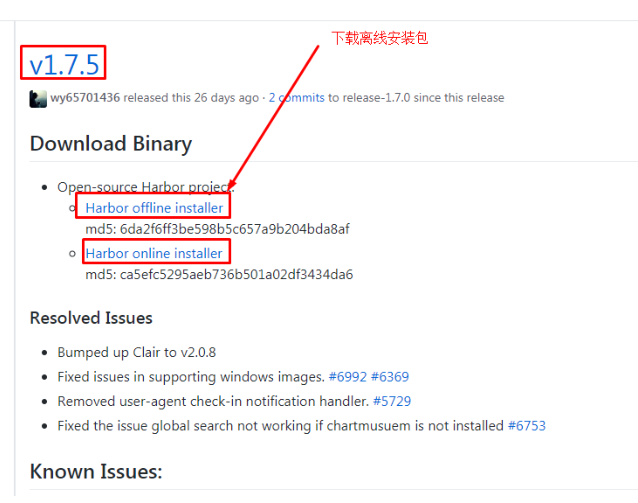 下载离线安装包
v1.7.5
wy65701436 released this 26 days ago · 2 commits to release-1.7.0 since this release
Download Binary
Open-source Harbor project:
Harbor offline installer
md5: 6da2f6ff3be598b5c657a9b204bda8af
Harbor online installer
md5: ca5efc5295aeb736b501a02df3434da6
Resolved Issues
Bumped up Clair to v2.0.8
Fixed issues in supporting windows images. #6992 #6369
Removed user-agent check-in notification handler. #5729
Fixed the issue global search not working if chartmusuem is not installed #6753
Known Issues: